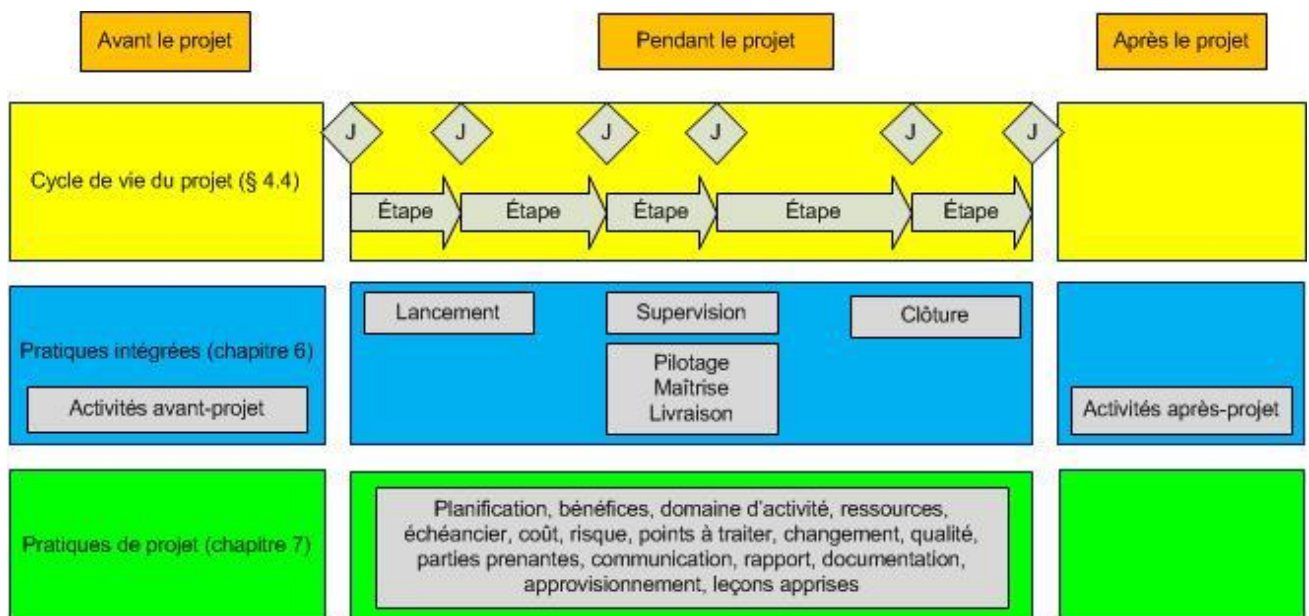 Avant le projet
Pendant le projet
Après le projet
Cycle de vie du projet (§ 4.4)
J
J
J
J
J
J
Étape
Étape
Étape
Étape
Étape
Pratiques intégrées (chapitre 6)
Activités avant-projet
Lancement
Supervision
Clôture
Pilotage
Maîtrise
Livraison
Activités après-projet
Pratiques de projet (chapitre 7)
Planification, bénéfices, domaine d'activité, ressources,
échéancier, coût, risque, points à traiter, changement, qualité,
parties prenantes, communication, rapport, documentation,
approvisionnement, leçons apprises